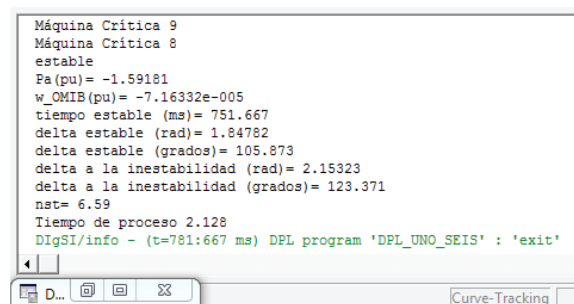 Máquina Crítica 9
Máquina Crítica 8
estable
Pa(pu)= -1.59181
w_OMIB(pu)= -7.16332e-005
tiempo estable (ms)= 751.667
delta estable (rad)= 1.84782
delta estable (grados)= 105.873
delta a la inestabilidad (rad)= 2.15323
delta a la inestabilidad (grados)= 123.371
nst= 6.59
Tiempo de proceso 2.128
DIgSI/info - (t=781:667 ms) DPL program 'DPL_UNO_SEIS' : 'exit'
D...
Curve-Tracking